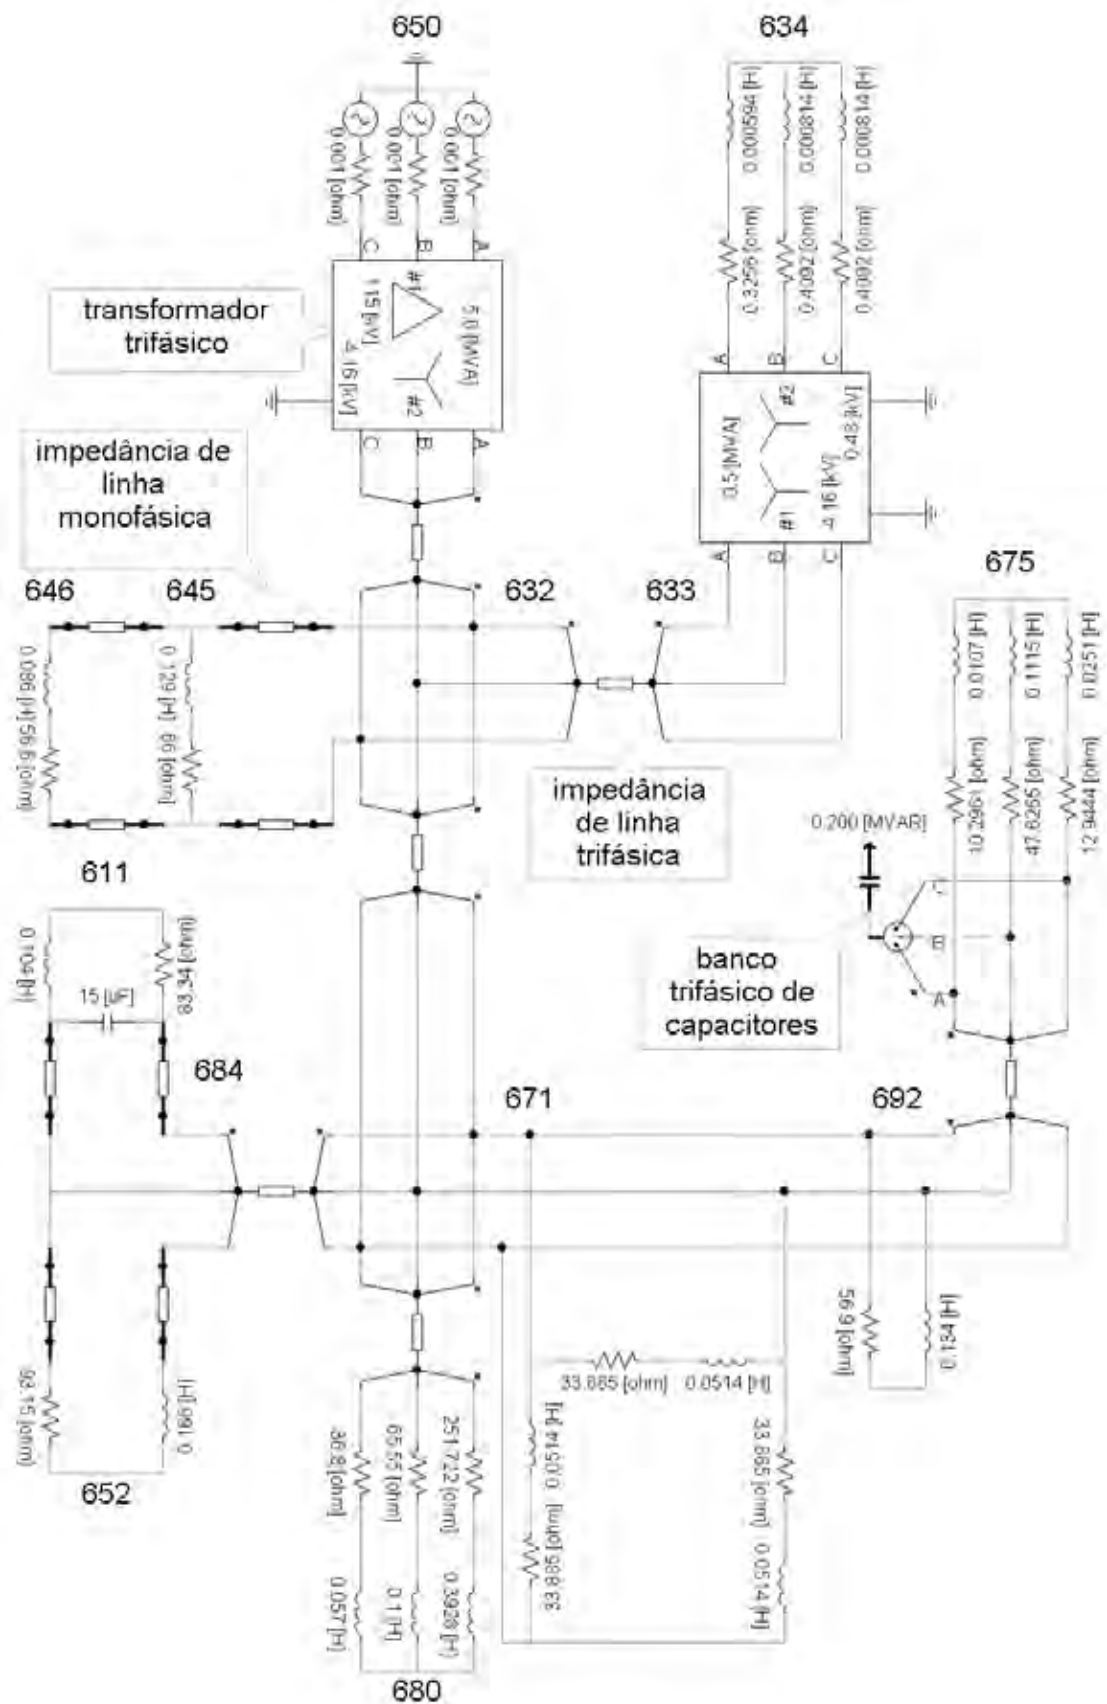 650
634
0.001 [ohm]
0.001 [ohm]
0.001 [ohm]
C
B
A
#1
115 [kV]
5.0 [MVA]
4.16 [kV]
#2
C
B
A
transformador
trifásico
0.000594 [H]
0.000814 [H]
0.000814 [H]
0.3256 [ohm]
0.4092 [ohm]
0.4092 [ohm]
A
B
C
#2
0.48 [kV]
0.5 [MVA]
4.16 [kV]
#1
A
B
C
impedância de
linha
monofásica
646
645
632
633
675
0.086 [H]
56.6 [ohm]
0.129 [H]
86 [ohm]
0.0107 [H]
0.1115 [H]
0.0251 [H]
10.2961 [ohm]
47.6265 [ohm]
12.9444 [ohm]
impedância
de linha
trifásica
0.200 [MVAR]
C
B
A
banco
trifásico de
capacitores
611
0.104 [H]
83.34 [ohm]
15 [uF]
684
671
692
56.6 [ohm]
0.134 [H]
33.885 [ohm]
0.0514 [H]
0.0514 [H]
33.885 [ohm]
33.885 [ohm]
0.0514 [H]
93.15 [ohm]
0.166 [H]
652
36.8 [ohm]
65.55 [ohm]
251.722 [ohm]
0.057 [H]
0.1 [H]
0.3928 [H]
680